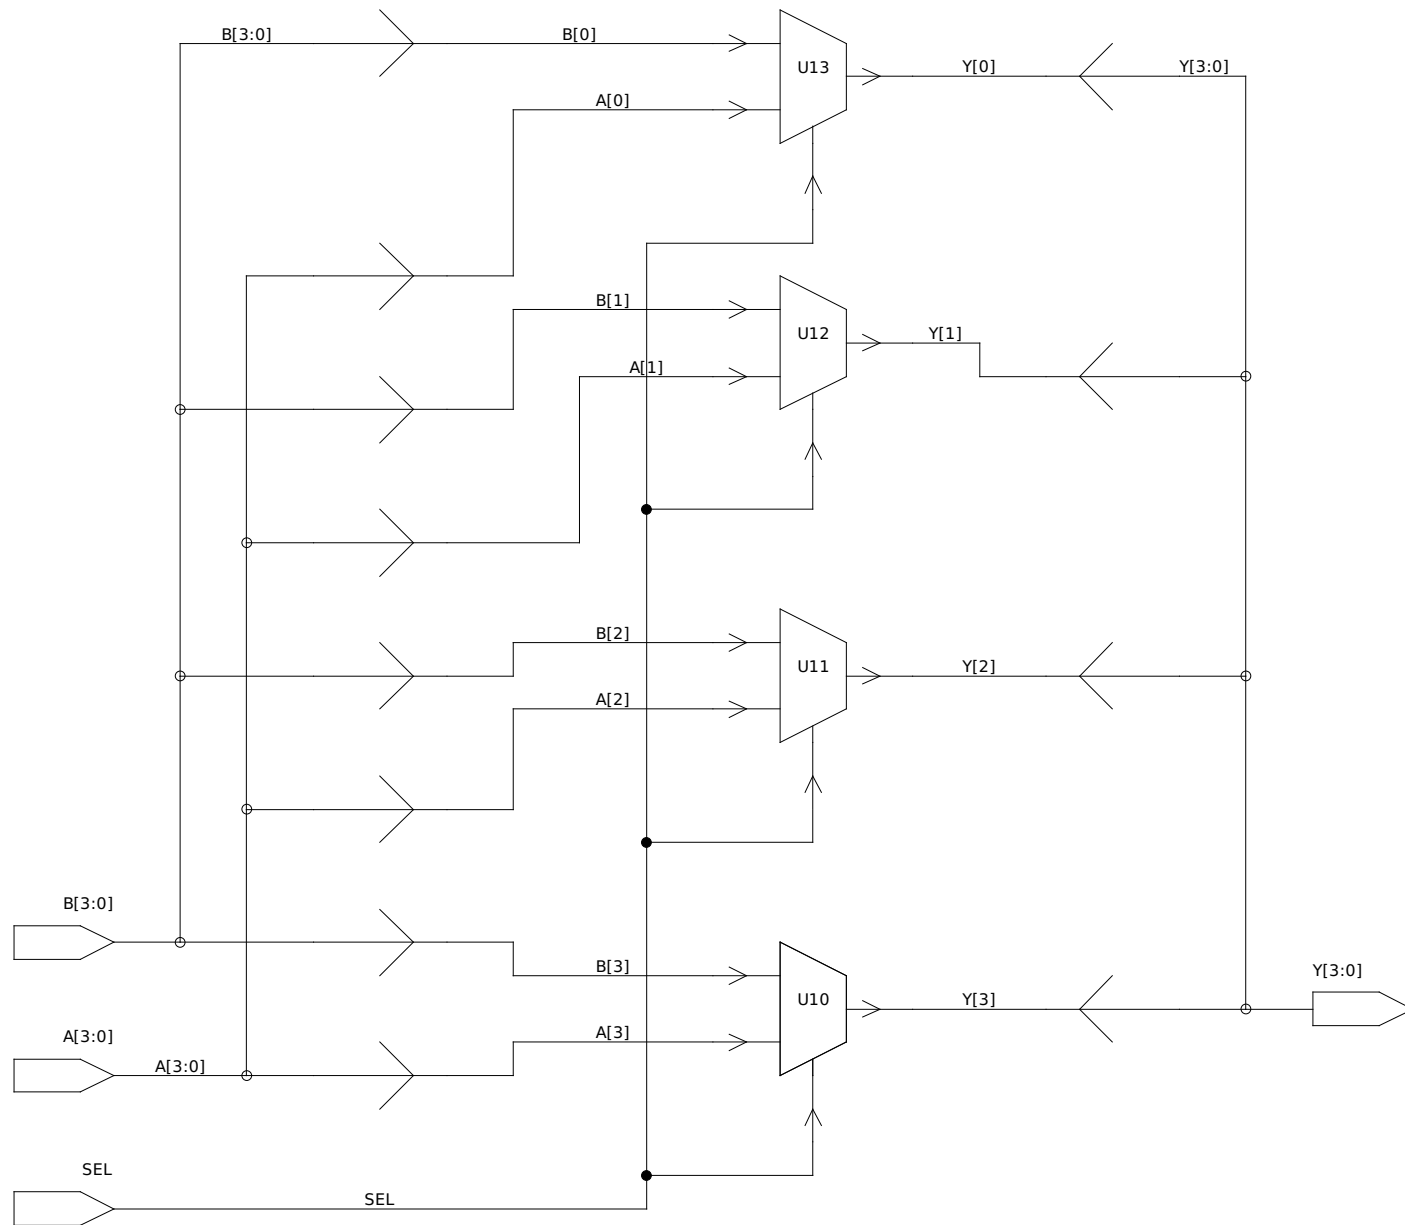 B[3:0] B[0] U13 Y[0] Y[3:0]
A[0]
B[1] U12 Y[1]
A[1]
B[2] U11 Y[2]
A[2]
B[3:0]
B[3] U10 Y[3] Y[3:0]
A[3:0] A[3]
A[3:0]
SEL
SEL